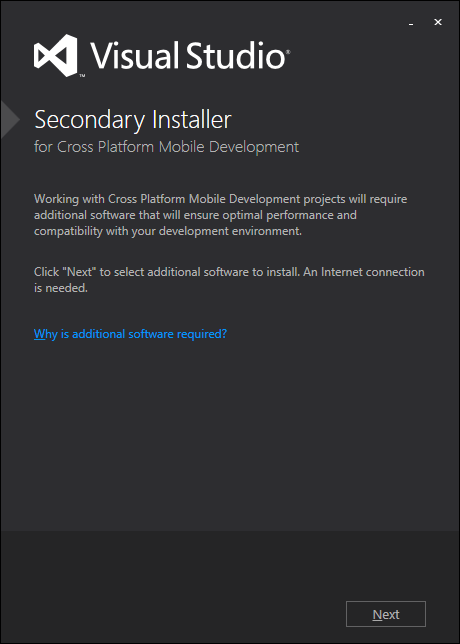 Visual Studio®
™
Secondary Installer
for Cross Platform Mobile Development
Working with Cross Platform Mobile Development projects will require
additional software that will ensure optimal performance and
compatibility with your development environment.
Click "Next" to select additional software to install. An Internet connection
is needed.
Why is additional software required?
Next